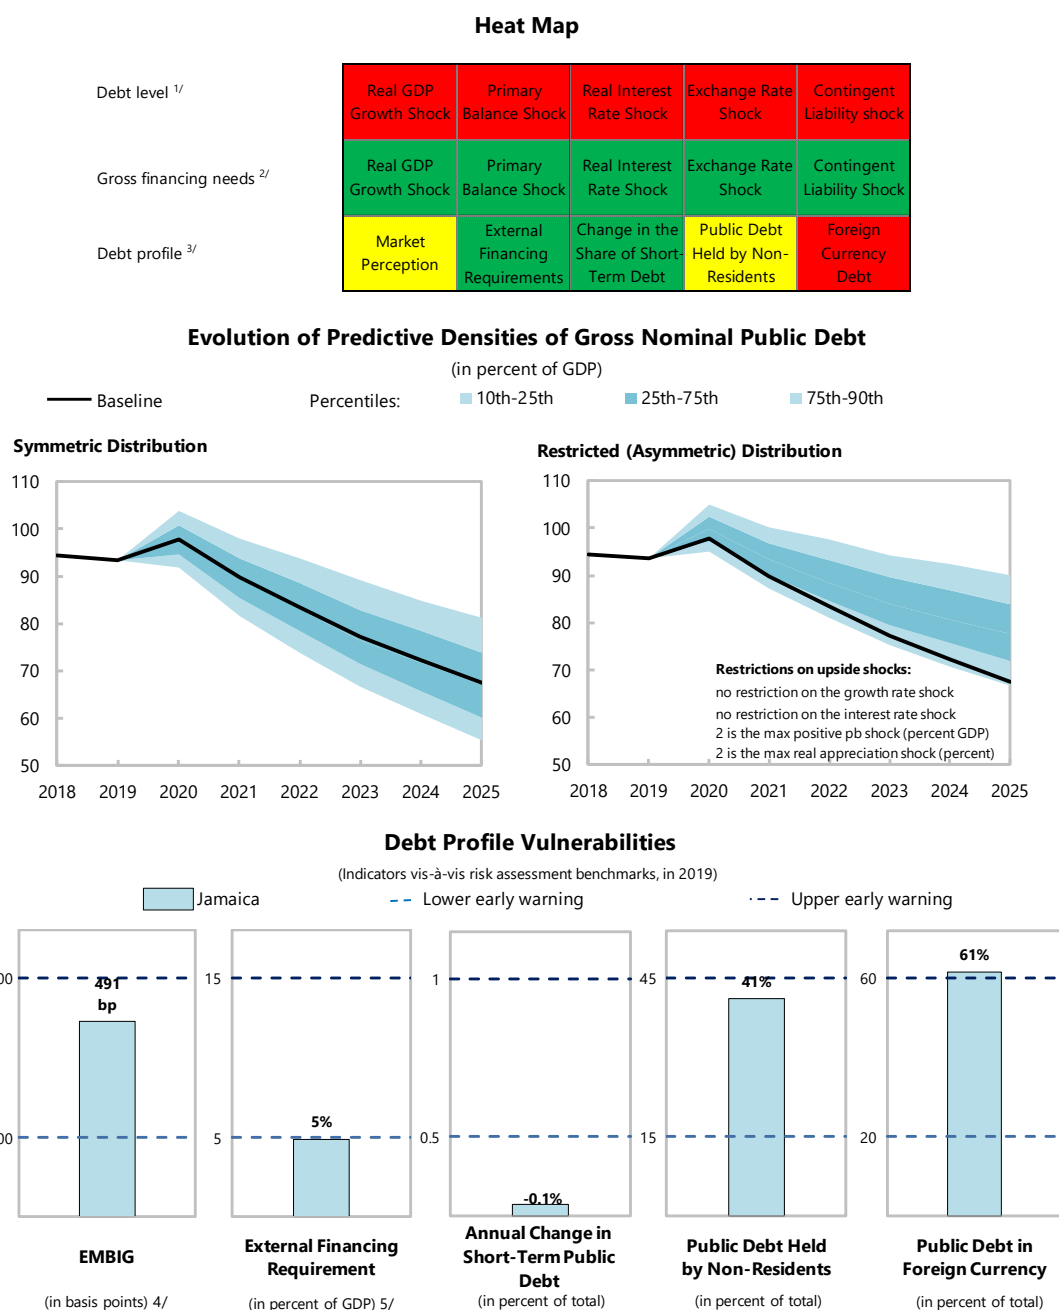 Heat Map
Debt level 1/
Real GDP Growth Shock
Primary Balance Shock
Real Interest Rate Shock
Exchange Rate Shock
Contingent Liability shock
Gross financing needs 2/
Real GDP Growth Shock
Primary Balance Shock
Real Interest Rate Shock
Exchange Rate Shock
Contingent Liability Shock
Debt profile 3/
Market Perception
External Financing Requirements
Change in the Share of Short-Term Debt
Public Debt Held by Non-Residents
Foreign Currency Debt
Evolution of Predictive Densities of Gross Nominal Public Debt
(in percent of GDP)
Baseline
Percentiles:
10th-25th
25th-75th
75th-90th
Symmetric Distribution
110
100
90
80
70
60
50
2018 2019 2020 2021 2022 2023 2024 2025
Restricted (Asymmetric) Distribution
110
100
90
80
70
60
50
Restrictions on upside shocks:
no restriction on the growth rate shock
no restriction on the interest rate shock
2 is the max positive pb shock (percent GDP)
2 is the max real appreciation shock (percent)
2018 2019 2020 2021 2022 2023 2024 2025
Debt Profile Vulnerabilities
(Indicators vis-à-vis risk assessment benchmarks, in 2019)
Jamaica
Lower early warning
Upper early warning
491
bp
EMBIG
(in basis points) 4/
15
5
5%
External Financing
Requirement
(in percent of GDP) 5/
1
0.5
-0.1%
Annual Change in
Short-Term Public
Debt
(in percent of total)
45
15
41%
Public Debt Held
by Non-Residents
(in percent of total)
60
20
61%
Public Debt in
Foreign Currency
(in percent of total)